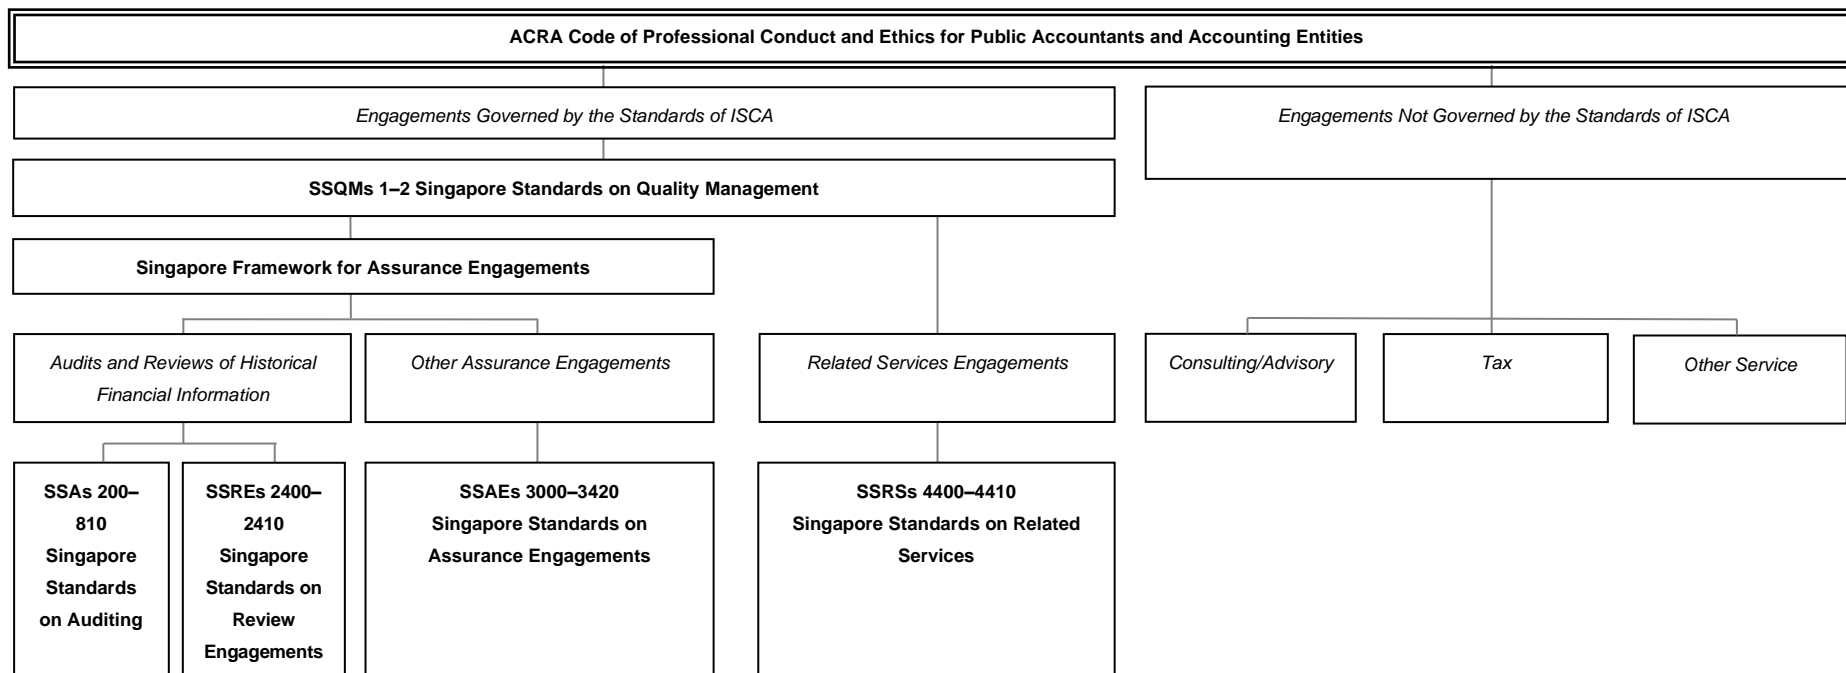 ACRA Code of Professional Conduct and Ethics for Public Accountants and Accounting Entities
Engagements Governed by the Standards of ISCA
Engagements Not Governed by the Standards of ISCA
SSQMs 1–2 Singapore Standards on Quality Management
Singapore Framework for Assurance Engagements
Audits and Reviews of Historical
Financial Information
Other Assurance Engagements
Related Services Engagements
Consulting/Advisory
Tax
Other Service
SSAs 200–
810
Singapore
Standards
on Auditing
SSREs 2400–
2410
Singapore
Standards on
Review
Engagements
SSAEs 3000–3420
Singapore Standards on
Assurance Engagements
SSRSs 4400–4410
Singapore Standards on Related
Services